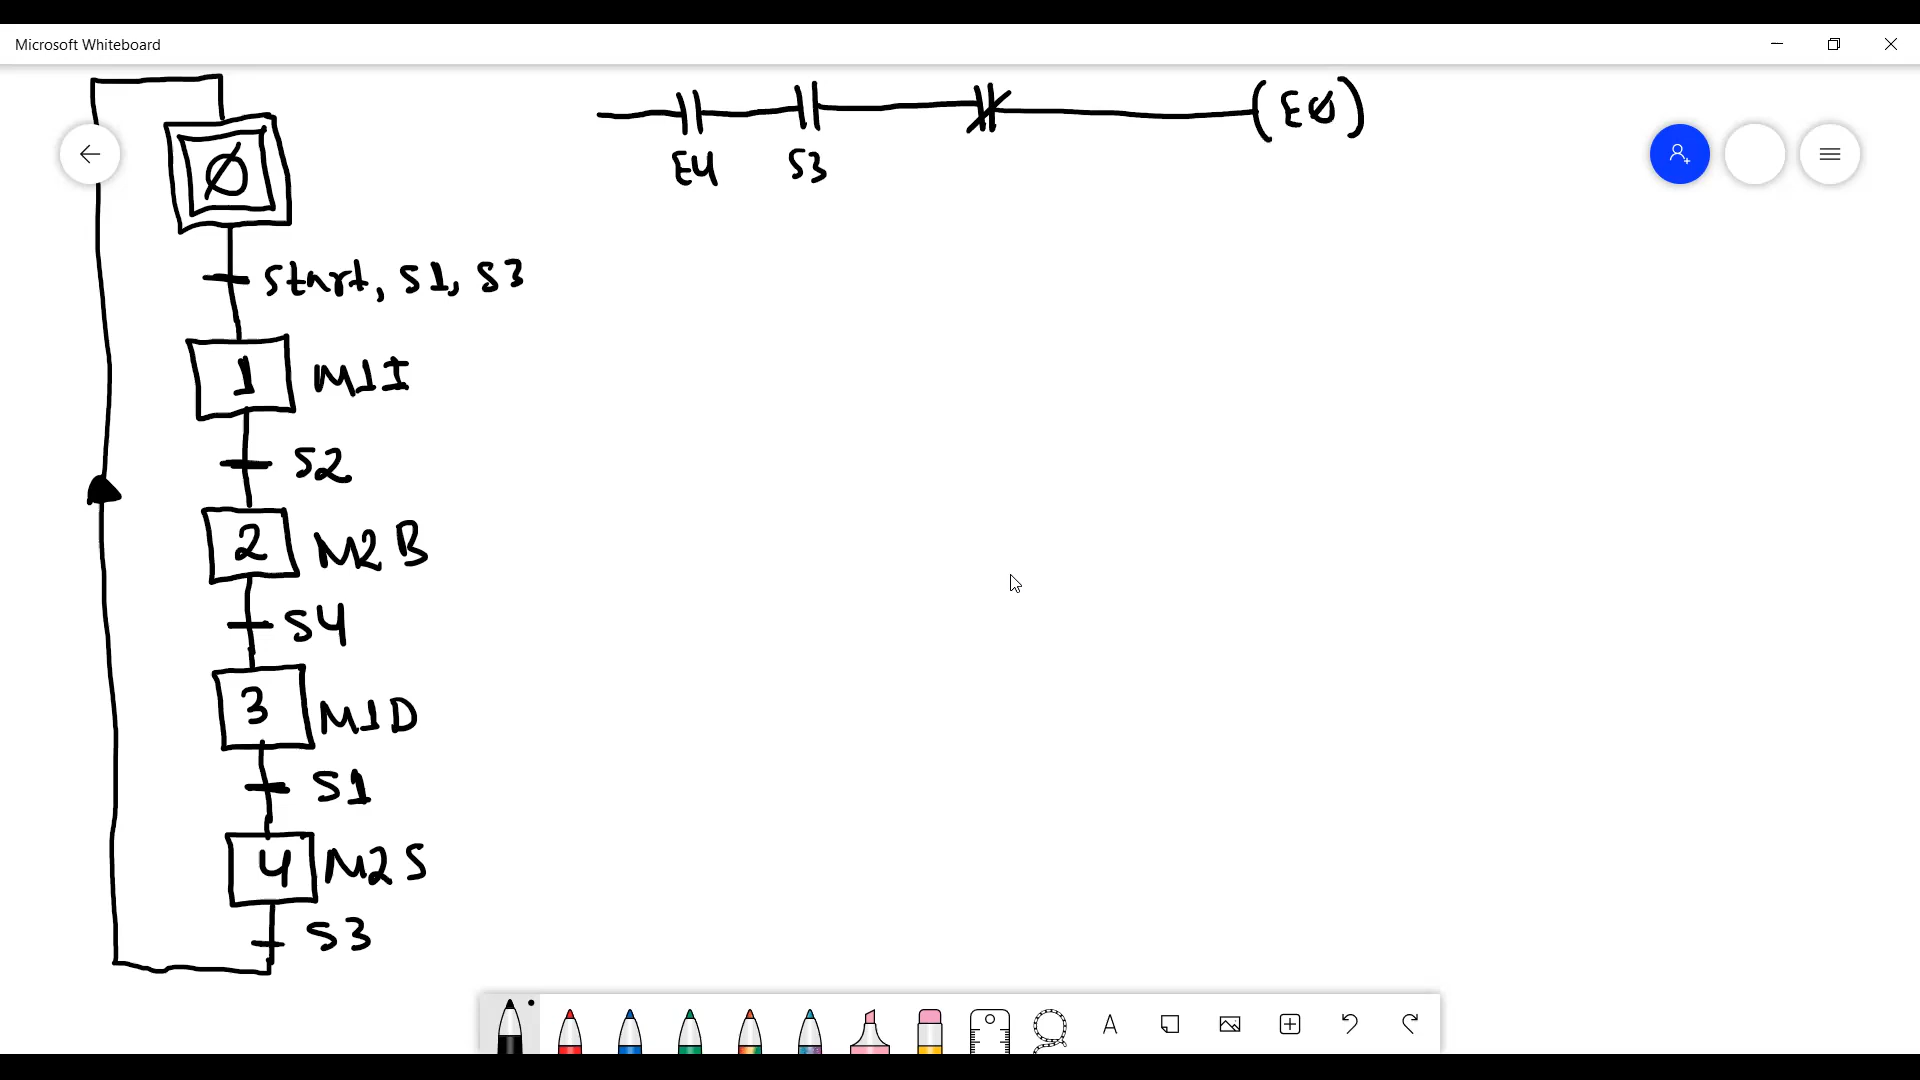 Microsoft Whiteboard
(EØ)
E4 S3
Ø
Start, S1, S3
1 M1I
S2
2 M2B
S4
3 M1D
S1
4 M2S
S3
A